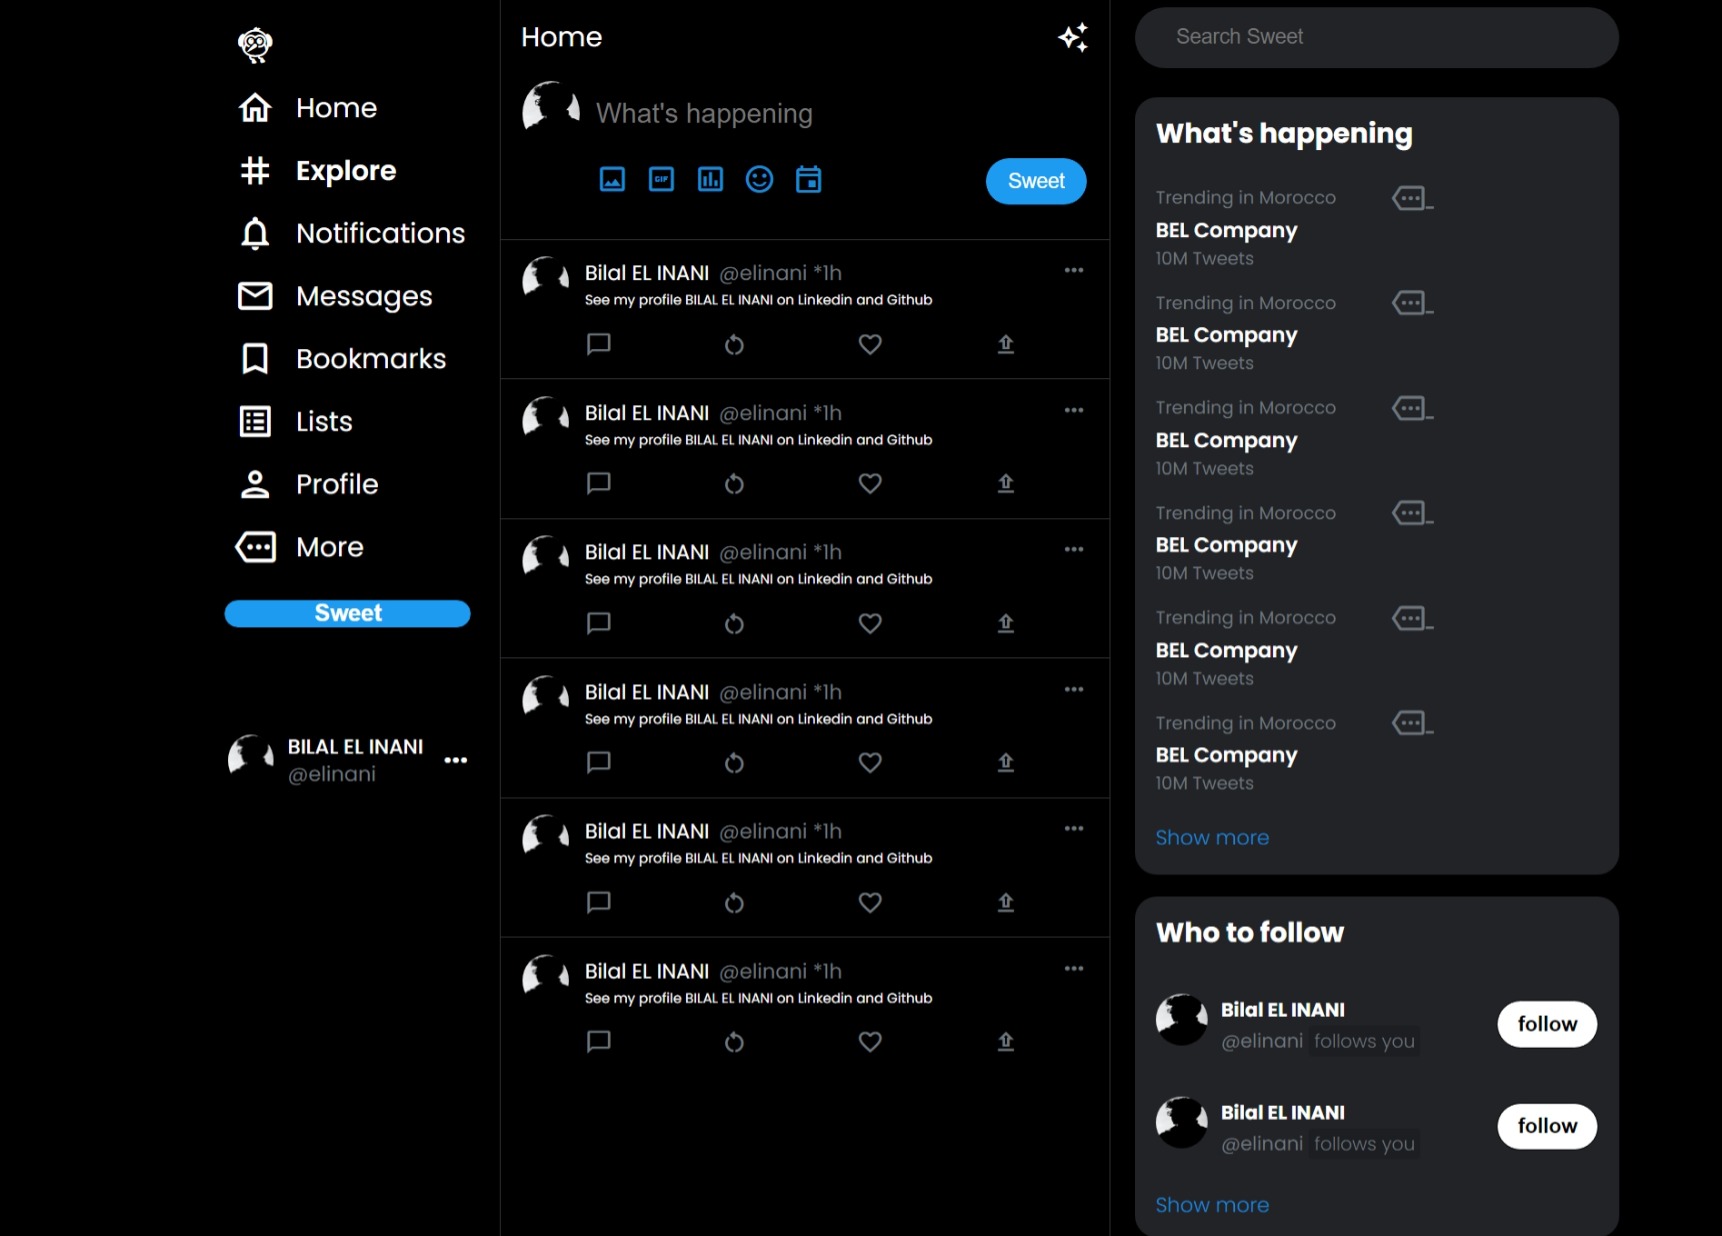 Home
Explore
Notifications
Messages
Bookmarks
Lists
Profile
More
Sweet
BILAL EL INANI
@elinani
Home
What's happening
GIF
Sweet
Bilal EL INANI @elinani *1h
See my profile BILAL EL INANI on Linkedin and Github
Bilal EL INANI @elinani *1h
See my profile BILAL EL INANI on Linkedin and Github
Bilal EL INANI @elinani *1h
See my profile BILAL EL INANI on Linkedin and Github
Bilal EL INANI @elinani *1h
See my profile BILAL EL INANI on Linkedin and Github
Bilal EL INANI @elinani *1h
See my profile BILAL EL INANI on Linkedin and Github
Bilal EL INANI @elinani *1h
See my profile BILAL EL INANI on Linkedin and Github
Search Sweet
What's happening
Trending in Morocco
BEL Company
10M Tweets
Trending in Morocco
BEL Company
10M Tweets
Trending in Morocco
BEL Company
10M Tweets
Trending in Morocco
BEL Company
10M Tweets
Trending in Morocco
BEL Company
10M Tweets
Trending in Morocco
BEL Company
10M Tweets
Show more
Who to follow
Bilal EL INANI
@elinani follows you
follow
Bilal EL INANI
@elinani follows you
follow
Show more